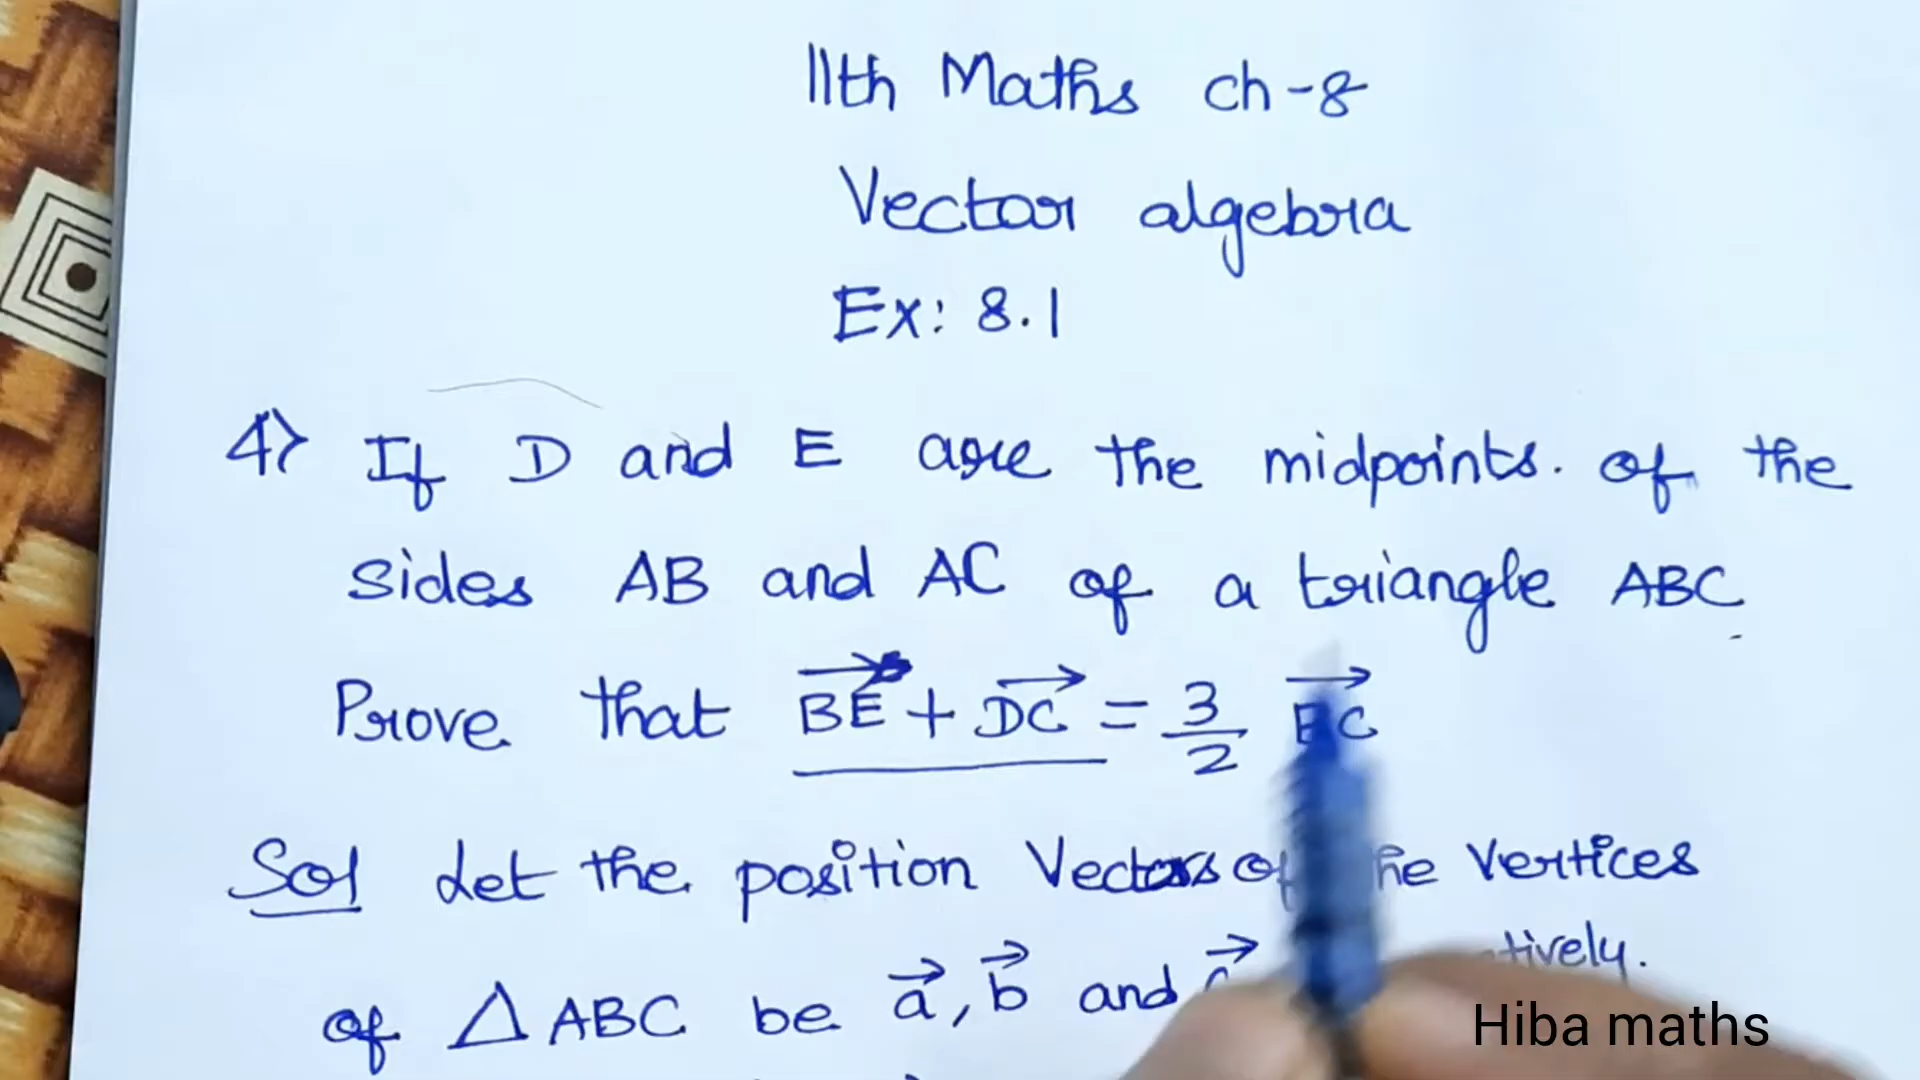 11th Maths ch-8
Vector algebra
Ex: 8.1
4) If D and E are the midpoints. of the
sides AB and AC of a triangle ABC
Prove that BE + DC = 3/2 BC
Sol Let the position Vectors of the Vertices
of △ABC be a⃗, b⃗ and c⃗
Hiba maths